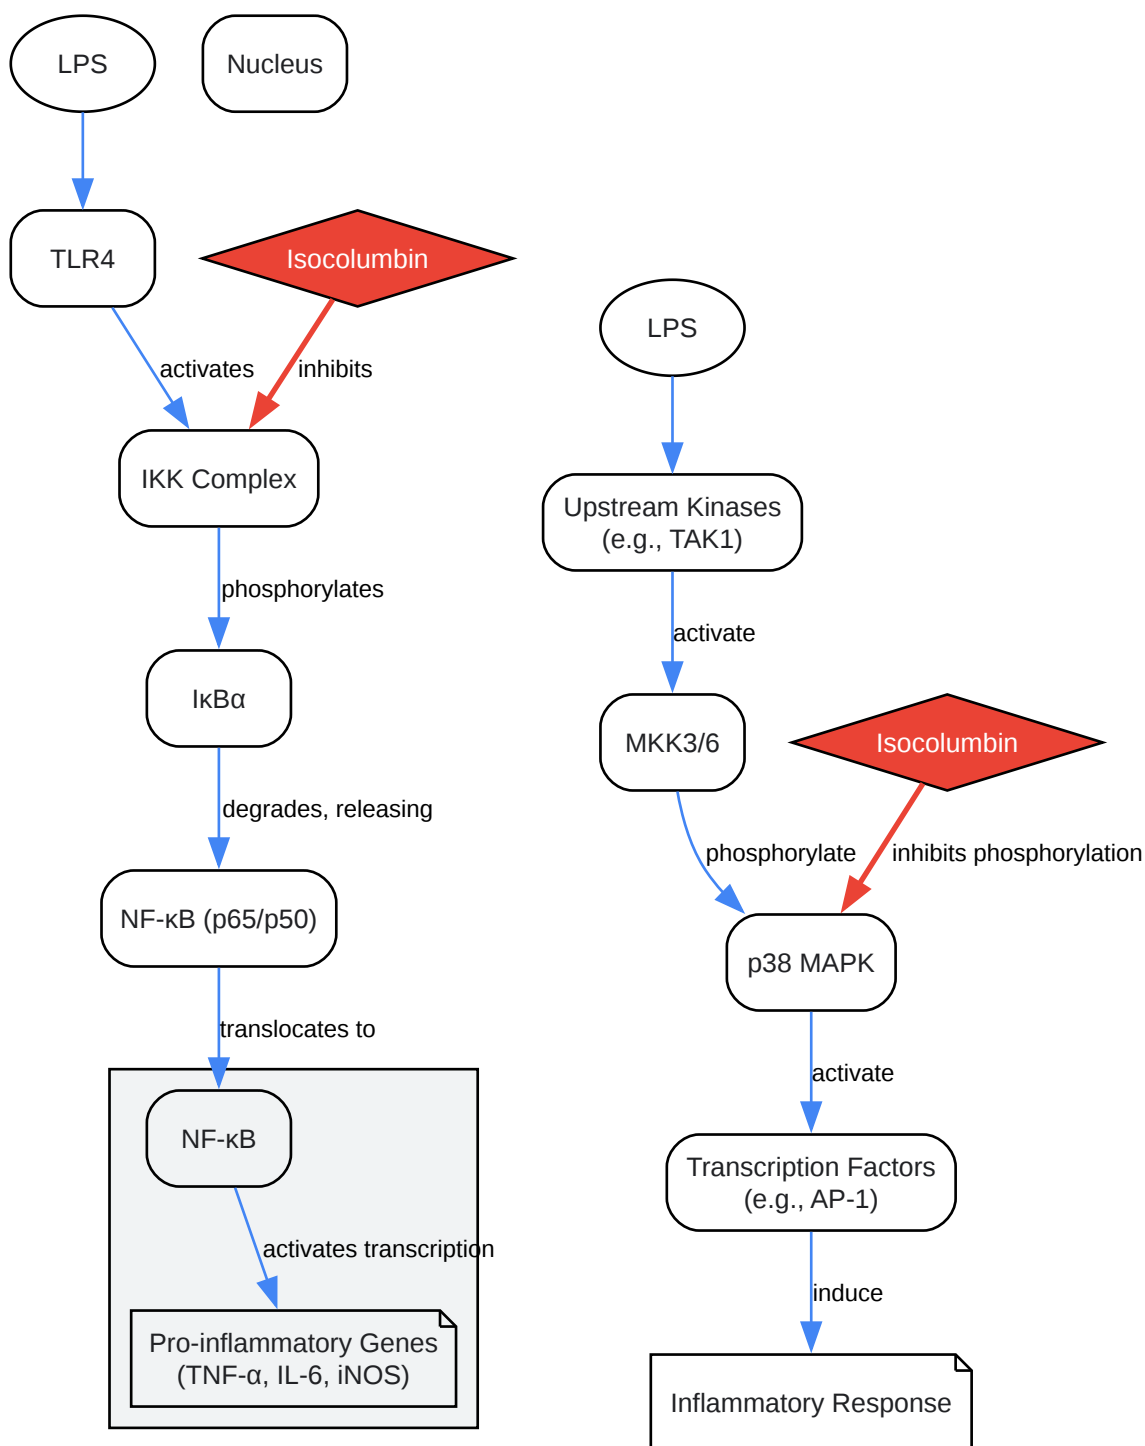 LPS
Nucleus
TLR4
Isocolumbin
activates
inhibits
IKK Complex
phosphorylates
IκBα
degrades, releasing
NF-κB (p65/p50)
translocates to
NF-κB
activates transcription
Pro-inflammatory Genes
(TNF-α, IL-6, iNOS)
LPS
Upstream Kinases
(e.g., TAK1)
activate
MKK3/6
Isocolumbin
phosphorylate
inhibits phosphorylation
p38 MAPK
activate
Transcription Factors
(e.g., AP-1)
induce
Inflammatory Response